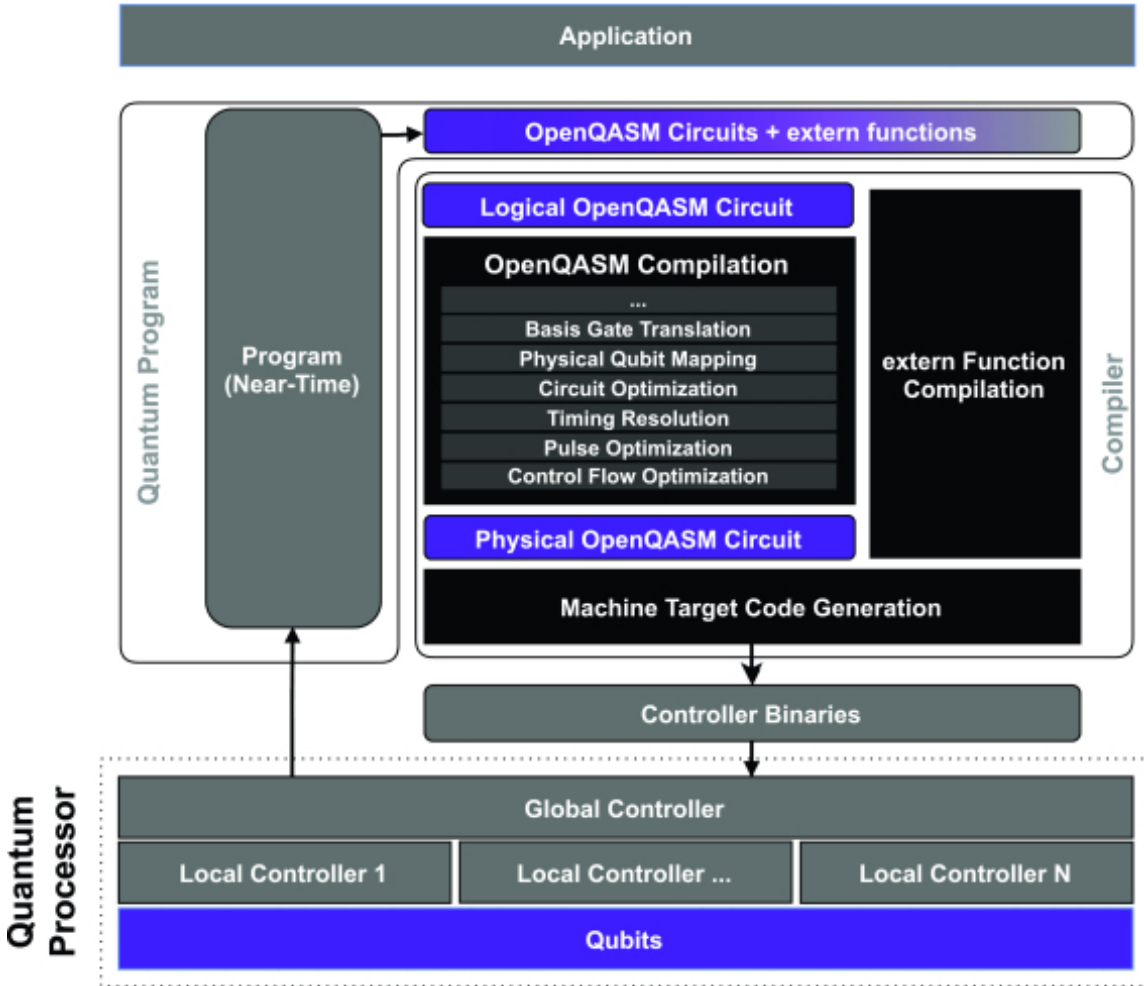 Application
OpenQASM Circuits + extern functions
Quantum Program
Program
(Near-Time)
Logical OpenQASM Circuit
OpenQASM Compilation
...
Basis Gate Translation
Physical Qubit Mapping
Circuit Optimization
Timing Resolution
Pulse Optimization
Control Flow Optimization
Physical OpenQASM Circuit
extern Function
Compilation
Compiler
Machine Target Code Generation
Controller Binaries
Quantum
Processor
Global Controller
Local Controller 1
Local Controller ...
Local Controller N
Qubits